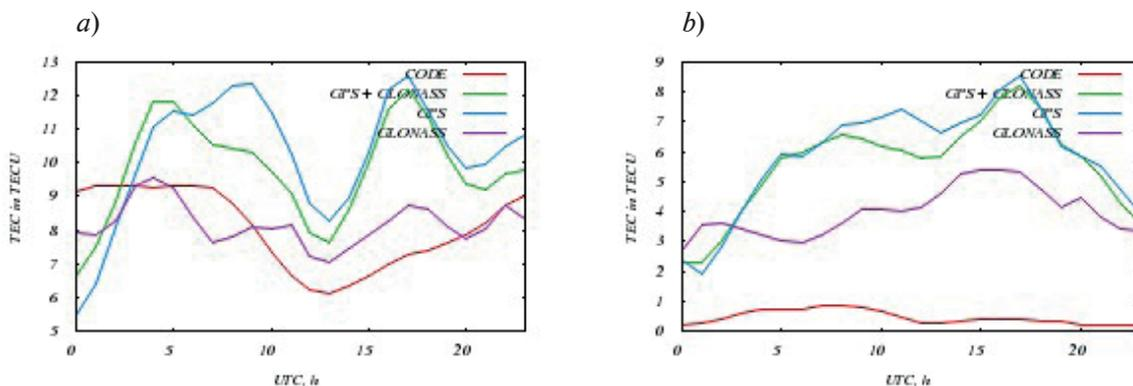 a)
b)
CODE
GPS + GLONASS
GPS
GLONASS
TEC in TECU
13
12
11
10
9
8
7
6
5
0
5
10
15
20
UTC, h
CODE
GPS + GLONASS
GPS
GLONASS
TEC in TECU
9
8
7
6
5
4
3
2
1
0
0
5
10
15
20
UTC, h